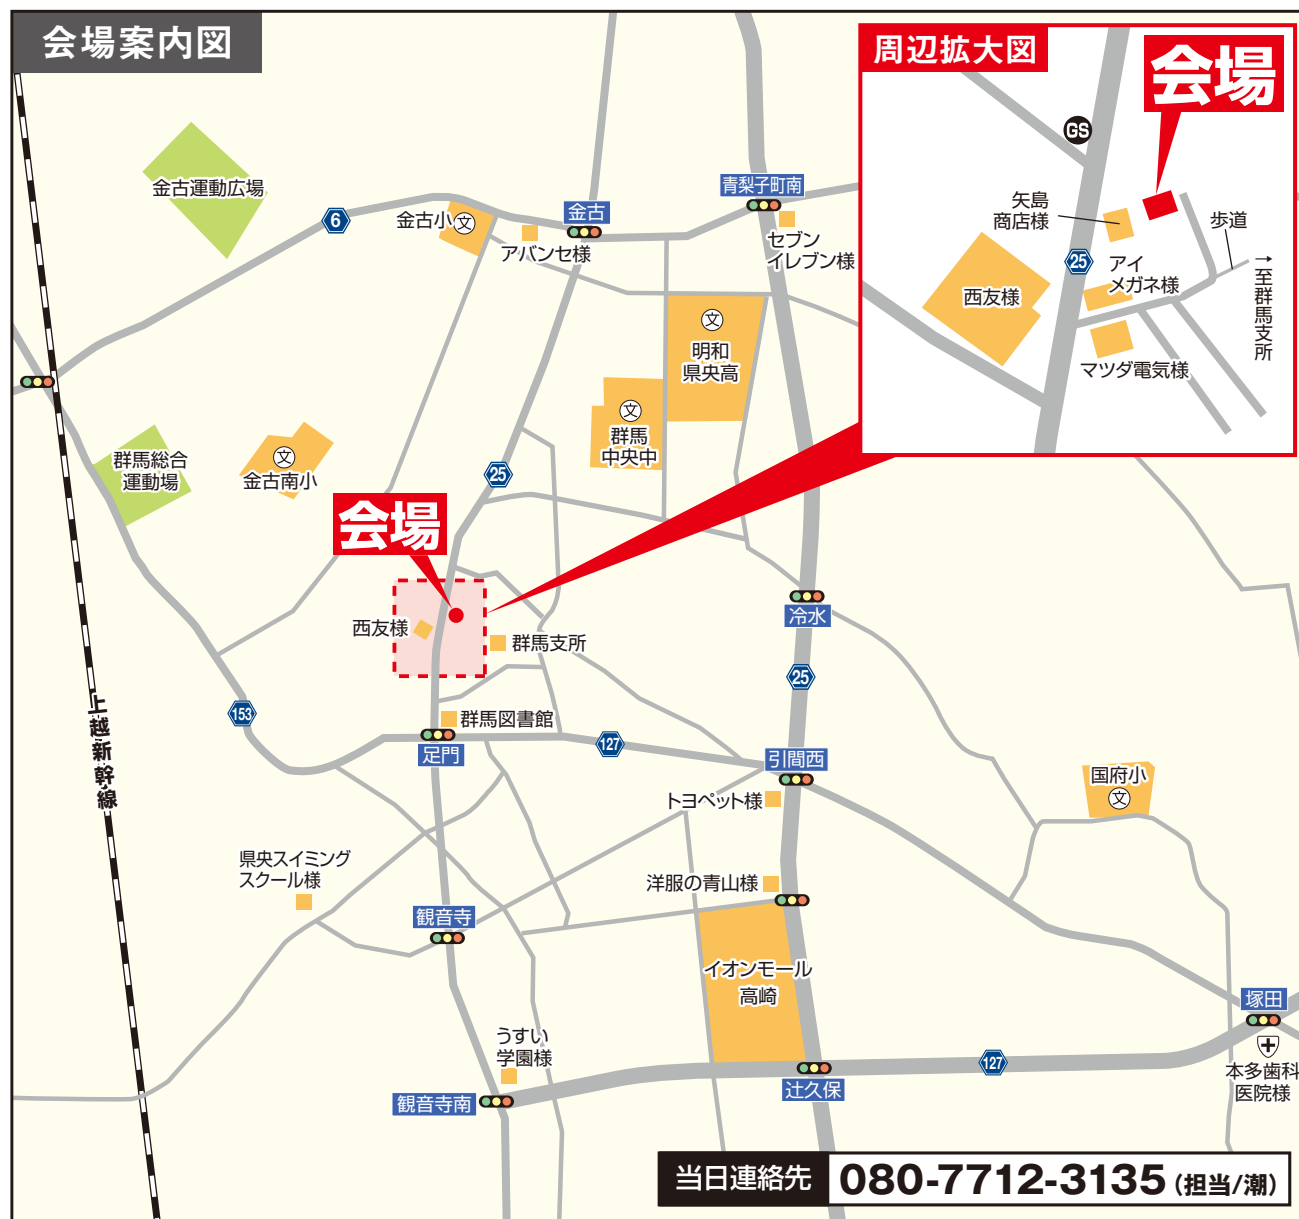 会場案内図
周辺拡大図
会場
GS
矢島
商店様
歩道
25
アイ
メガネ様
西友様
→至群馬支所
マツダ電気様
金古運動広場
6
金古小
文
金古
アバンセ様
青梨子町南
セブン
イレブン様
文
明和
県央高
文
群馬
中央中
群馬総合
運動場
文
金古南小
25
会場
西友様
群馬支所
冷水
25
153
上越新幹線
群馬図書館
足門
127
引間西
トヨペット様
国府小
文
県央スイミング
スクール様
洋服の青山様
観音寺
イオンモール
高崎
塚田
うすい
学園様
127
本多歯科
医院様
観音寺南
辻久保
当日連絡先
080-7712-3135(担当/潮)